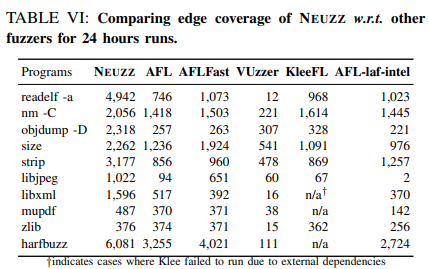 TABLE VI: Comparing edge coverage of NEUZZ w.r.t. other
fuzzers for 24 hours runs.
Programs NEUZZ AFL AFLFast VUzzer KleeFL AFL-laf-intel
readelf -a 4,942 746 1,073 12 968 1,023
nm -C 2,056 1,418 1,503 221 1,614 1,445
objdump -D 2,318 257 263 307 328 221
size 2,262 1,236 1,924 541 1,091 976
strip 3,177 856 960 478 869 1,257
libjpeg 1,022 94 651 60 67 2
libxml 1,596 517 392 16 n/a† 370
mupdf 487 370 371 38 n/a 142
zlib 376 374 371 15 362 256
harfbuzz 6,081 3,255 4,021 111 n/a 2,724
†indicates cases where Klee failed to run due to external dependencies